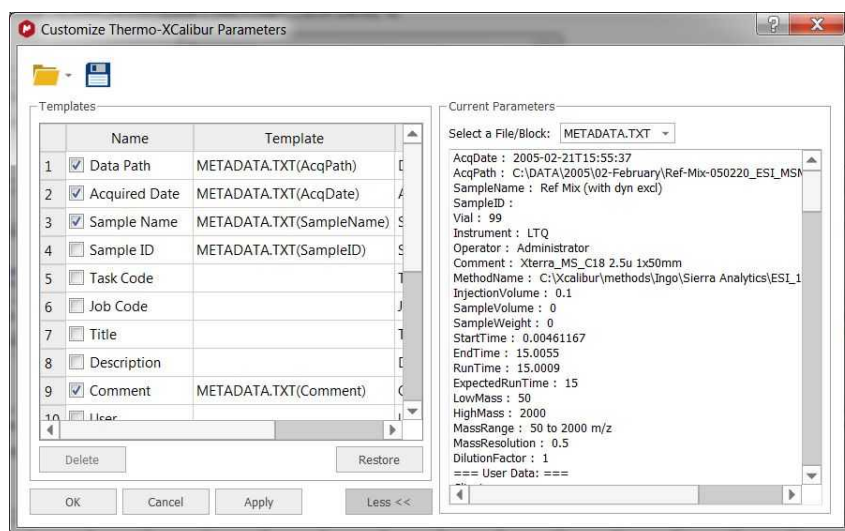 Customize Thermo-XCalibur Parameters
Templates
Name Template
1 Data Path METADATA.TXT(AcqPath)
2 Acquired Date METADATA.TXT(AcqDate)
3 Sample Name METADATA.TXT(SampleName)
4 Sample ID METADATA.TXT(SampleID)
5 Task Code
6 Job Code
7 Title
8 Description
9 Comment METADATA.TXT(Comment)
10 User
Delete Restore
OK Cancel Apply Less <<
Current Parameters
Select a File/Block: METADATA.TXT
AcqDate : 2005-02-21T15:55:37
AcqPath : C:\DATA\2005\02-February\Ref-Mix-050220_ESI_MSM
SampleName : Ref Mix (with dyn excl)
SampleID :
Vial : 99
Instrument : LTQ
Operator : Administrator
Comment : Xterra_MS_C18 2.5u 1x50mm
MethodName : C:\Xcalibur\methods\Ingo\Sierra Analytics\ESI_1
InjectionVolume : 0.1
SampleVolume : 0
SampleWeight : 0
StartTime : 0.00461167
EndTime : 15.0055
RunTime : 15.0009
ExpectedRunTime : 15
LowMass : 50
HighMass : 2000
MassRange : 50 to 2000 m/z
MassResolution : 0.5
DilutionFactor : 1
=== User Data: ===